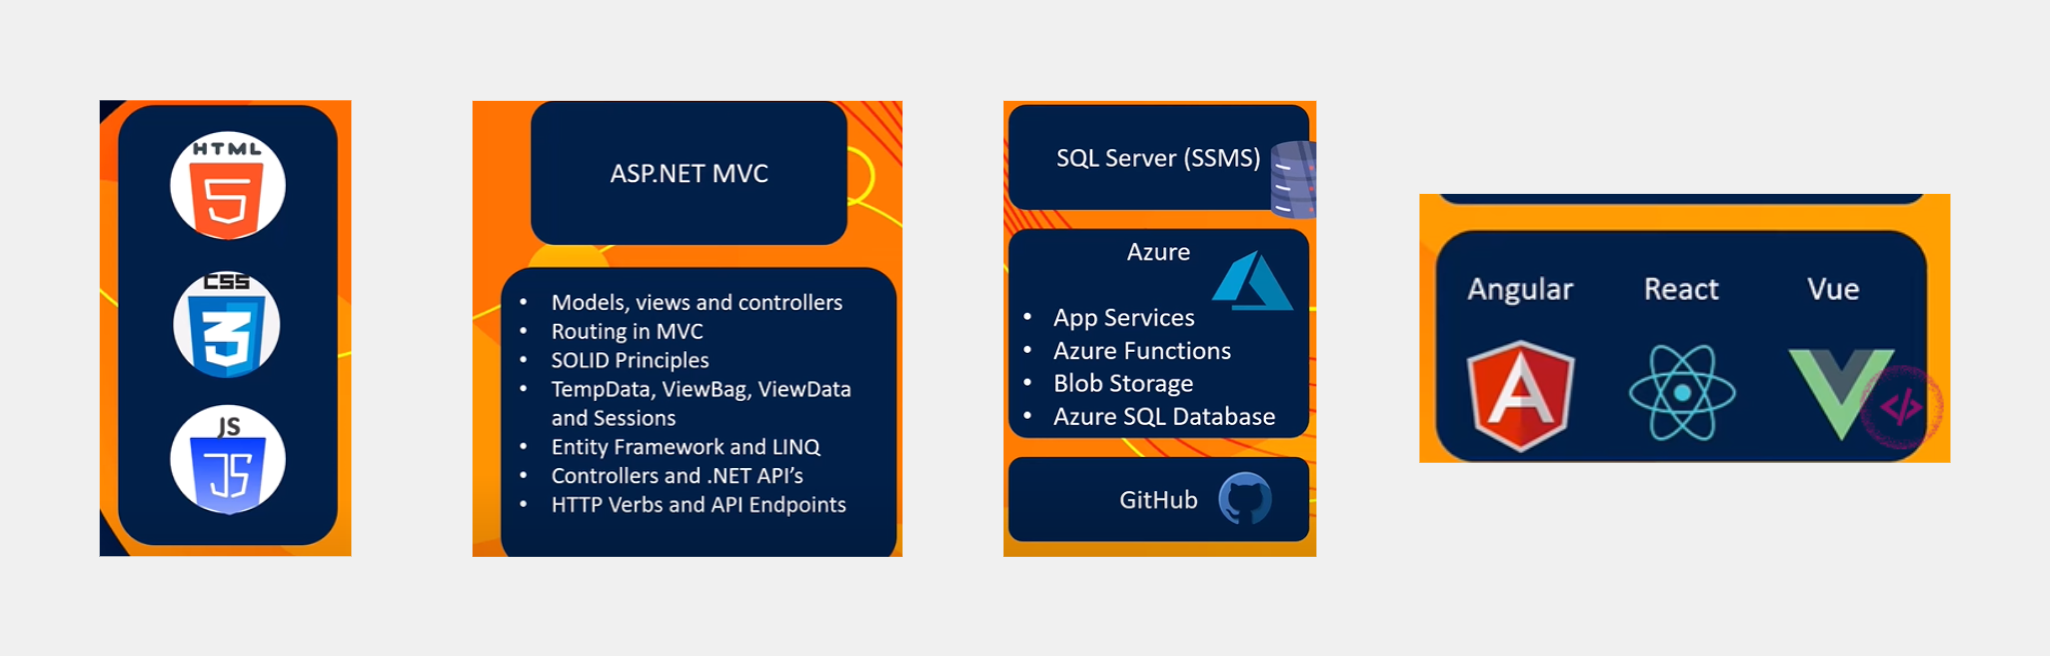 HTML
5
CSS
3
JS
JS
ASP.NET MVC
• Models, views and controllers
• Routing in MVC
• SOLID Principles
• TempData, ViewBag, ViewData
and Sessions
• Entity Framework and LINQ
• Controllers and .NET API's
• HTTP Verbs and API Endpoints
SQL Server (SSMS)
Azure
• App Services
• Azure Functions
• Blob Storage
• Azure SQL Database
GitHub
Angular React Vue
A
</>